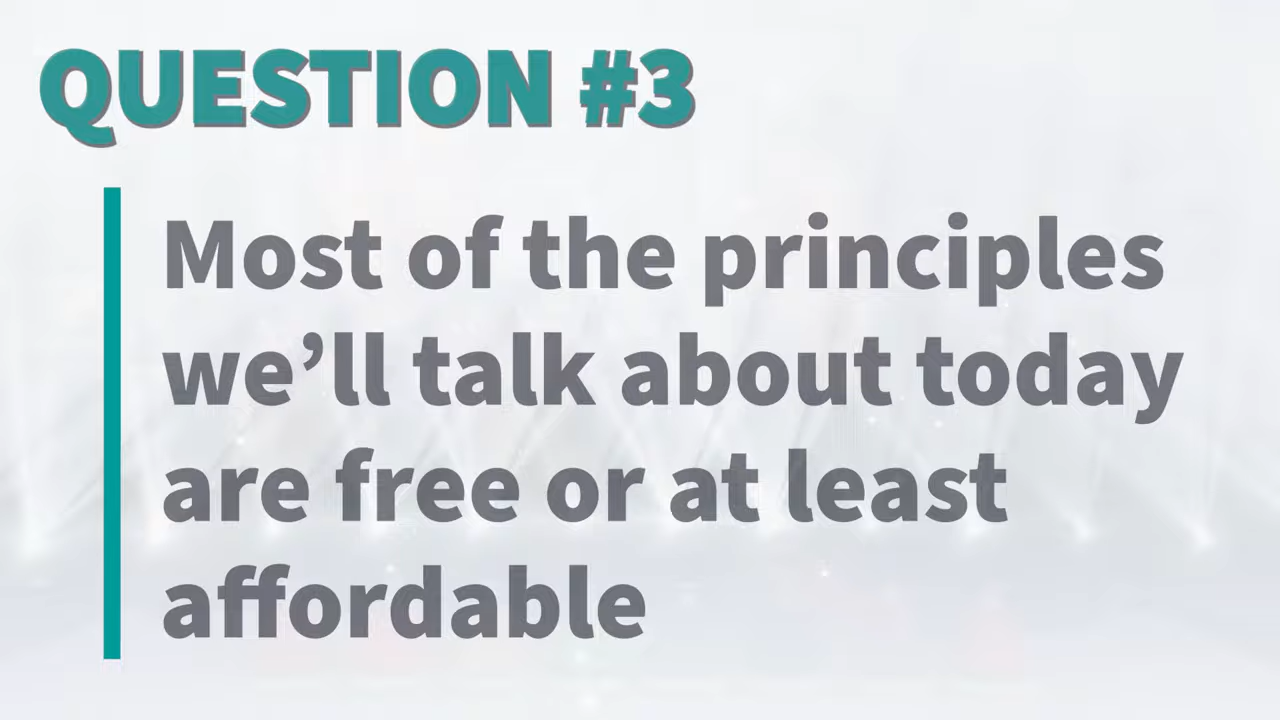 QUESTION #3
Most of the principles
we’ll talk about today
are free or at least
affordable